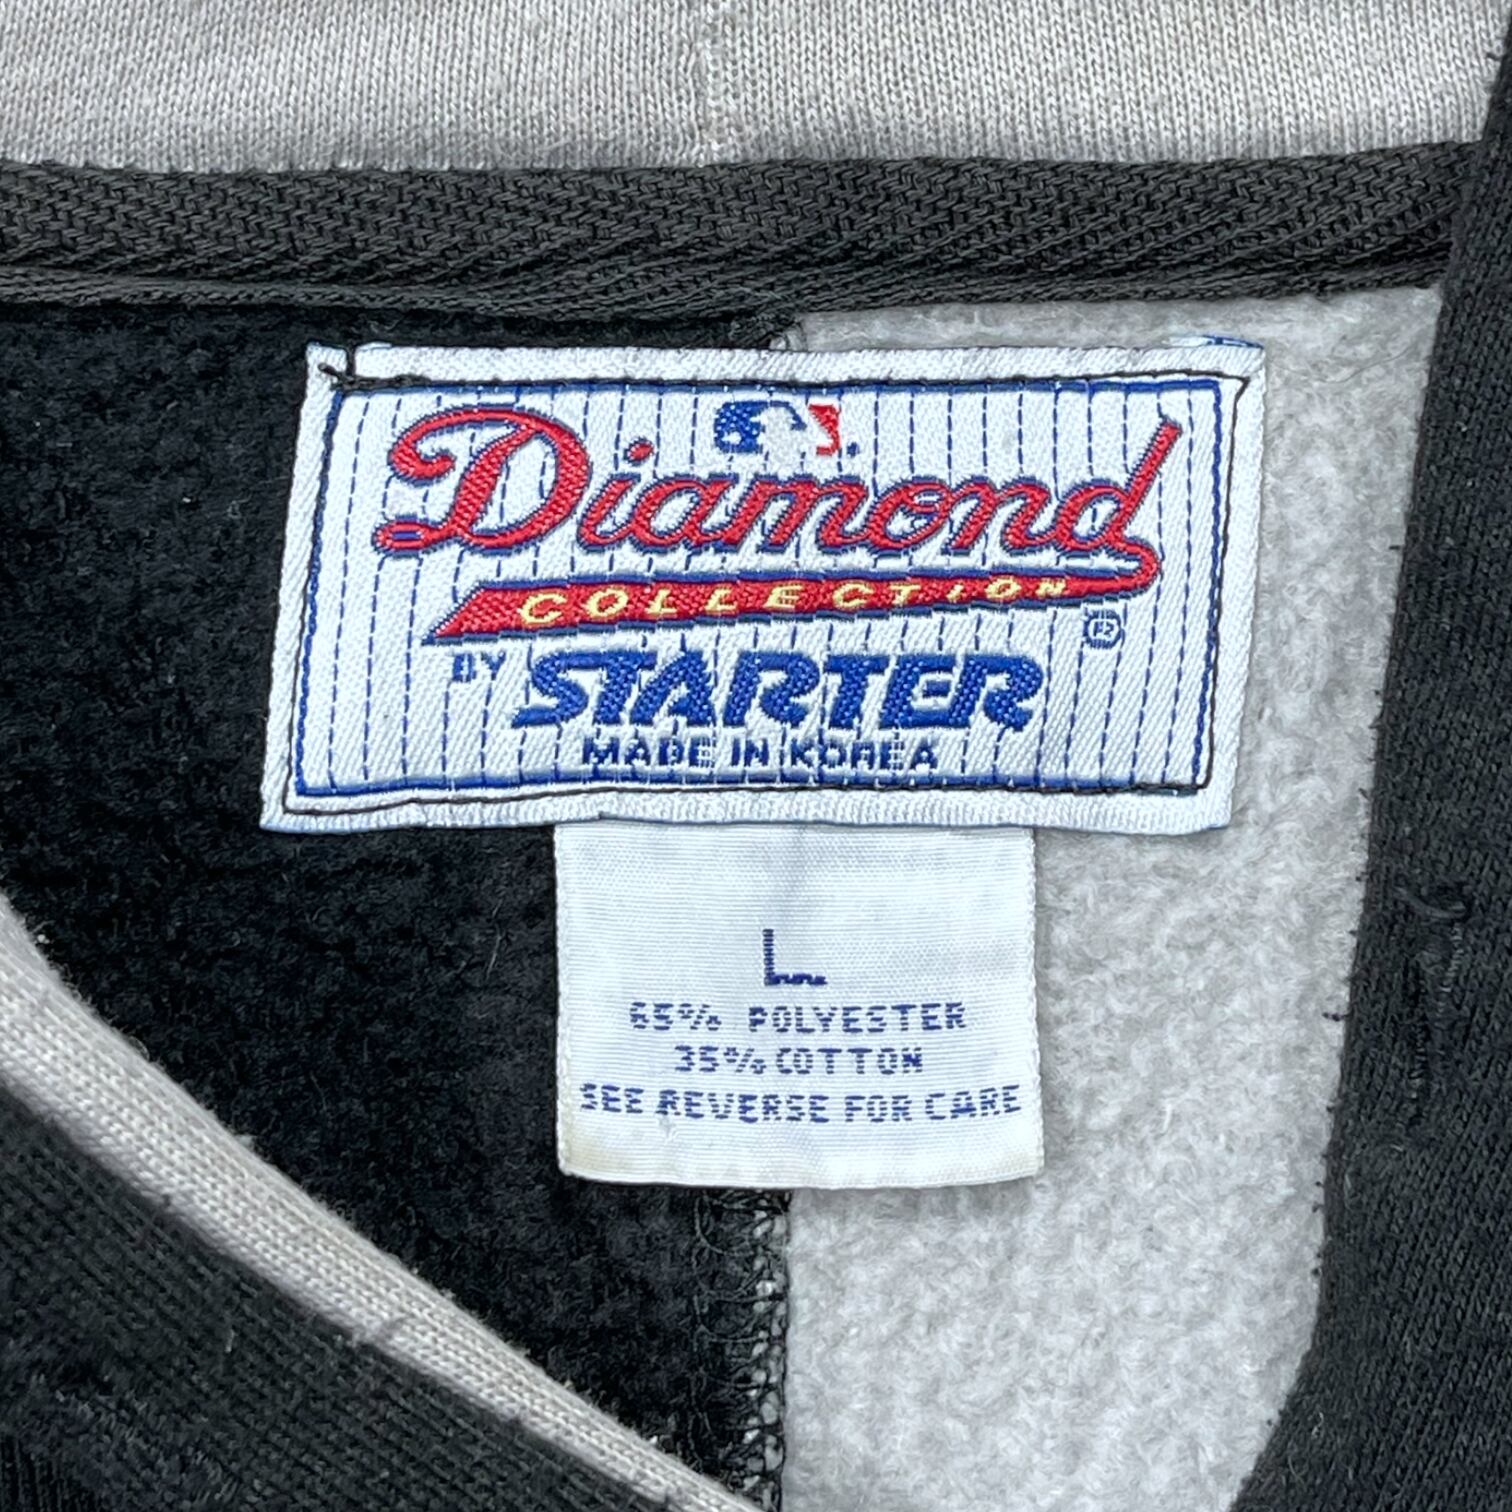 Diamond
COLLECTION
®
BY STARTER
MADE IN KOREA
L
65% POLYESTER
35% COTTON
SEE REVERSE FOR CARE